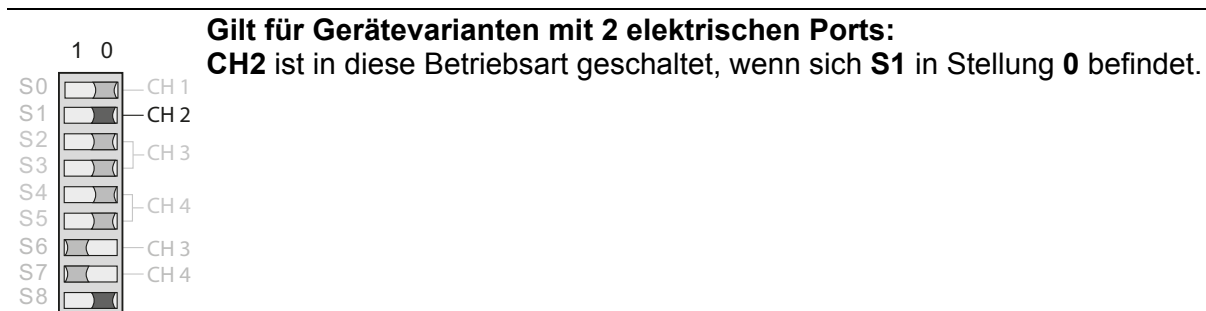 Gilt für Gerätevarianten mit 2 elektrischen Ports:
CH2 ist in diese Betriebsart geschaltet, wenn sich S1 in Stellung 0 befindet.
1 0
S0 CH 1
S1 CH 2
S2
CH 3
S3
S4
CH 4
S5
S6 CH 3
S7 CH 4
S8